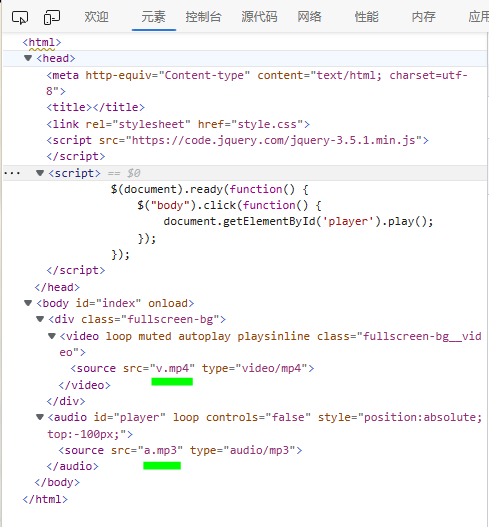 欢迎 元素 控制台 源代码 网络 性能 内存 应用
<html>
<head>
<meta http-equiv="Content-type" content="text/html; charset=utf-
8">
<title></title>
<link rel="stylesheet" href="style.css">
<script src="https://code.jquery.com/jquery-3.5.1.min.js">
</script>
··· <script> == $0
$(document).ready(function() {
$("body").click(function() {
document.getElementById('player').play();
});
});
</script>
</head>
<body id="index" onload>
<div class="fullscreen-bg">
<video loop muted autoplay playsinline class="fullscreen-bg__vid
eo">
<source src="v.mp4" type="video/mp4">
</video>
</div>
<audio id="player" loop controls="false" style="position:absolute;
top:-100px;">
<source src="a.mp3" type="audio/mp3">
</audio>
</body>
</html>